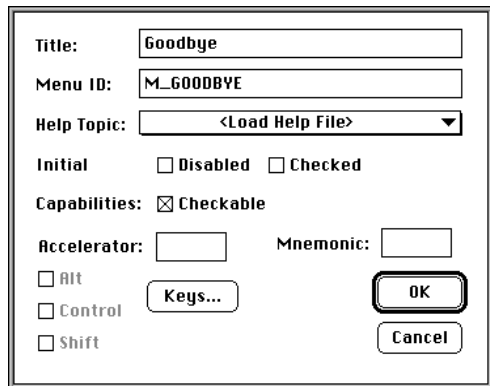 Title: Goodbye
Menu ID: M_GOODBYE
Help Topic: <Load Help File>
Initial Disabled Checked
Capabilities: Checkable
Accelerator: Mnemonic:
Alt
Keys... OK
Control
Shift Cancel